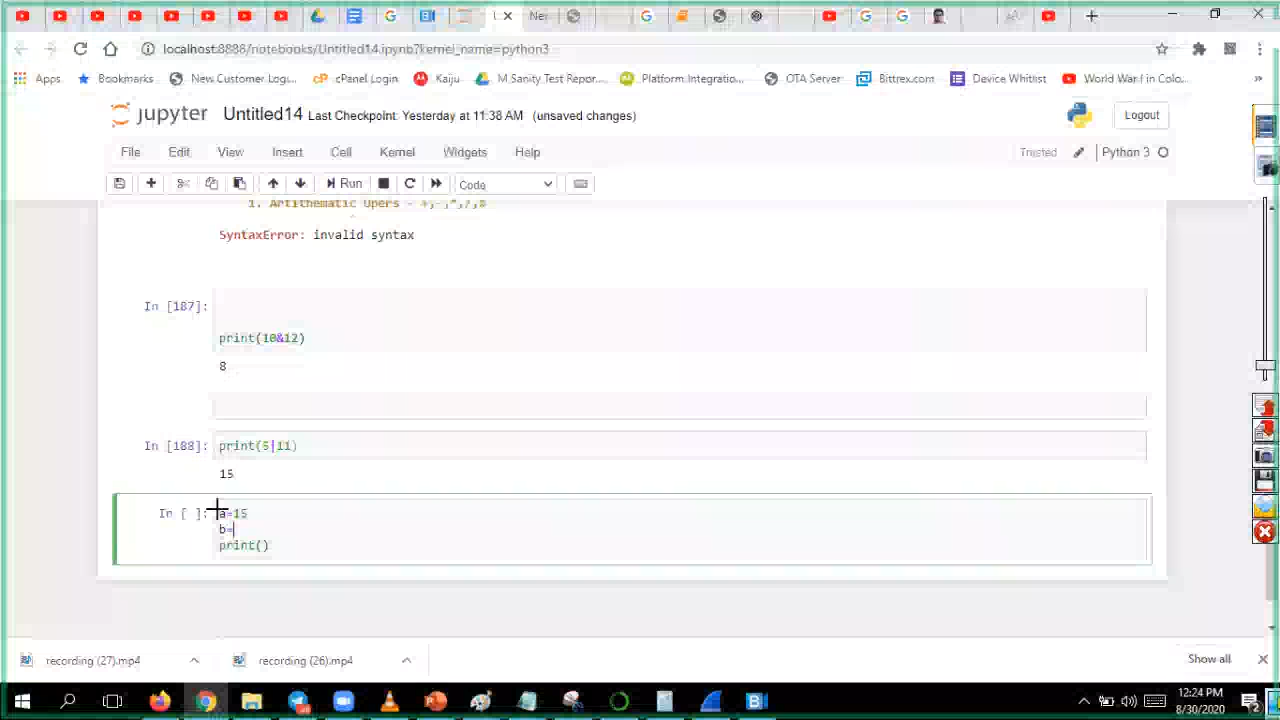 localhost:8888/notebooks/Untitled14.ipynb?kernel_name=python3
Apps Bookmarks New Customer Logi... cPanel Login Kaiju M Sanity Test Repor... Platform Integratio... OTA Server Bittrex.com Device Whitlist World War I in Colo... »
jupyter Untitled14 Last Checkpoint: Yesterday at 11:38 AM (unsaved changes) Logout
File Edit View Insert Cell Kernel Widgets Help Trusted Python 3
Run Code
1. Artithematic Opers -
SyntaxError: invalid syntax
In [187]:
print(10&12)
8
In [188]: print(5|11)
15
In [ ]: a=15
b=
print()
recording (27).mp4 recording (26).mp4 Show all
12:24 PM
8/30/2020
2